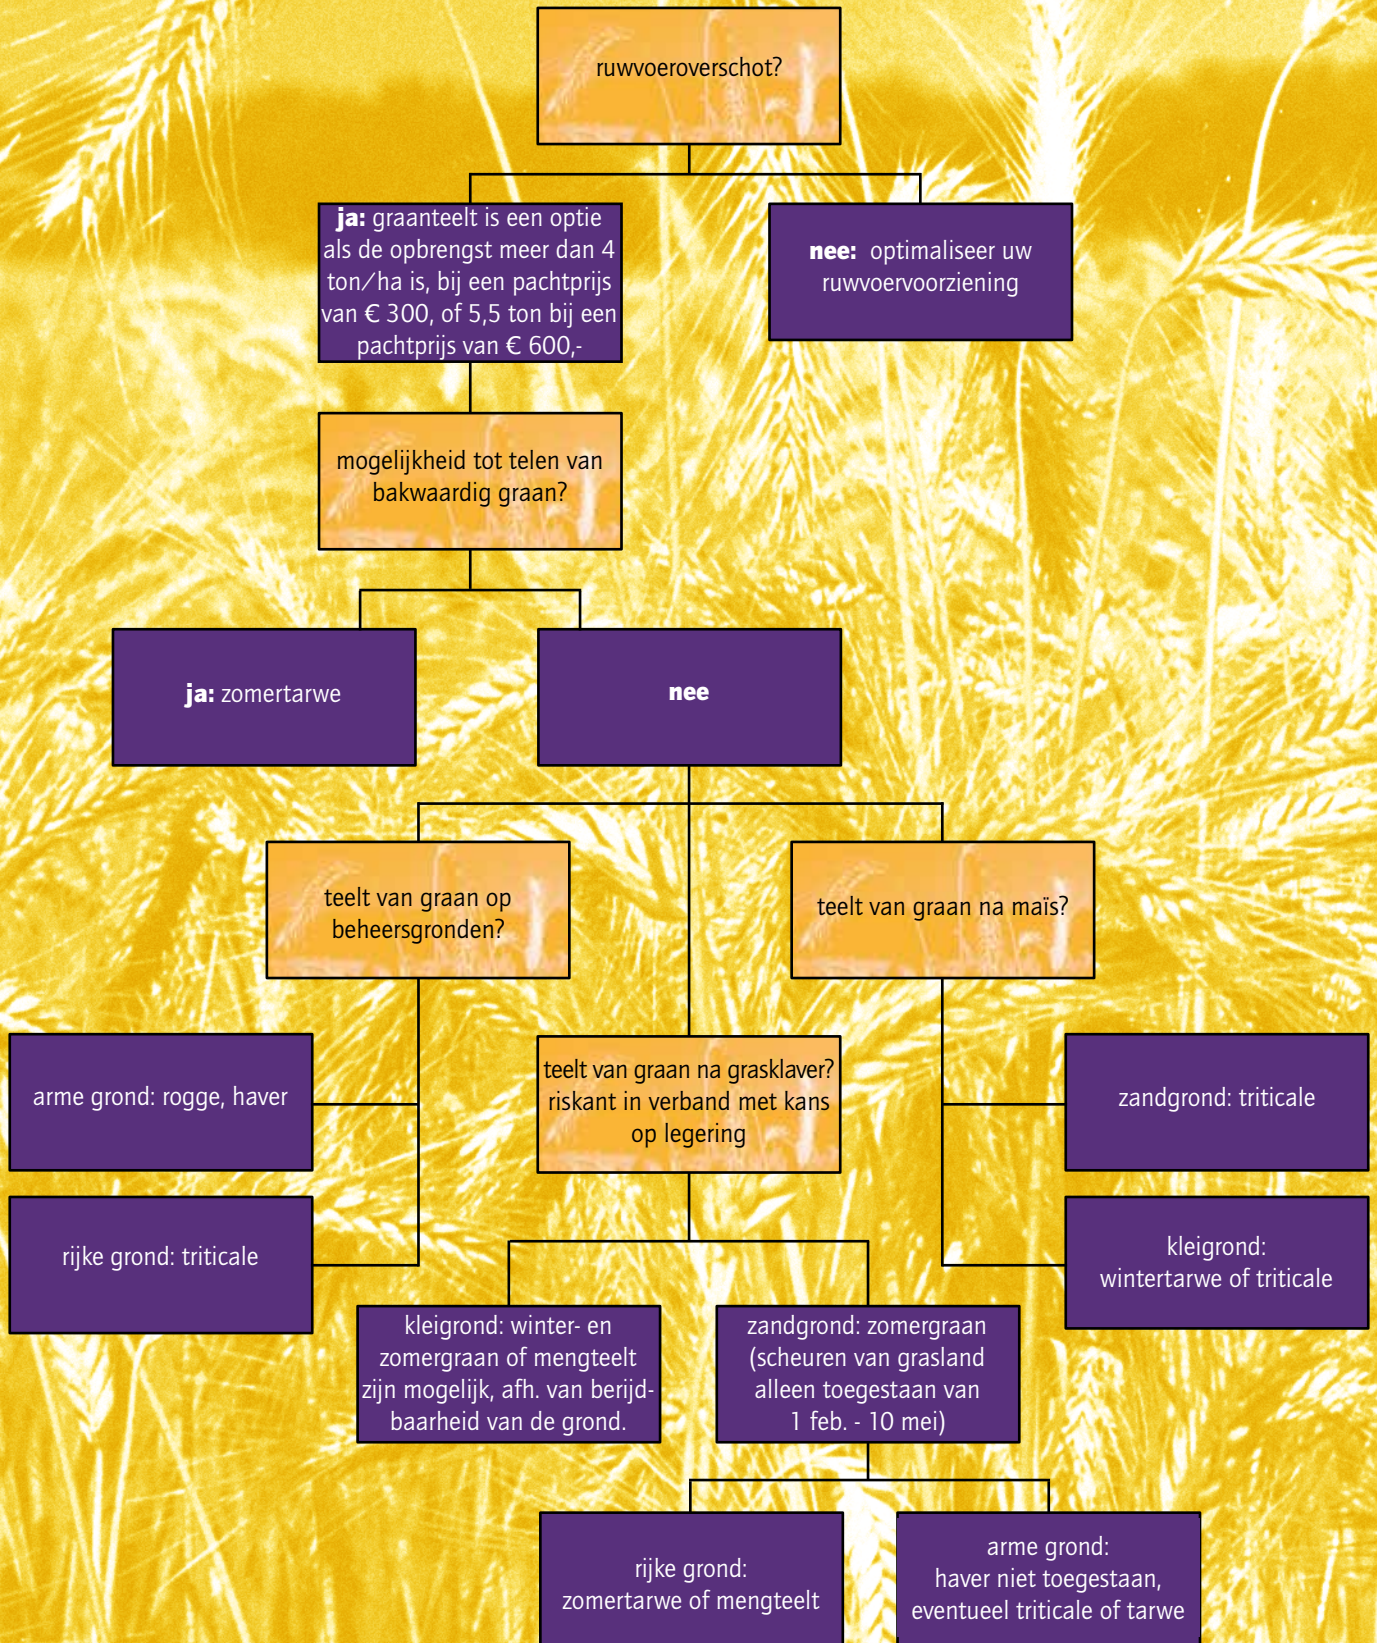 ruwvoeroverschot?
ja: graanteelt is een optie
als de opbrengst meer dan 4
ton/ha is, bij een pachtprijs
van € 300, of 5,5 ton bij een
pachtprijs van € 600,-
nee: optimaliseer uw
ruwvoervoorziening
mogelijkheid tot telen van
bakwaardig graan?
ja: zomertarwe
nee
teelt van graan op
beheersgronden?
teelt van graan na maïs?
arme grond: rogge, haver
rijke grond: triticale
teelt van graan na grasklaver?
riskant in verband met kans
op legering
zandgrond: triticale
kleigrond:
wintertarwe of triticale
kleigrond: winter- en
zomergraan of mengteelt
zijn mogelijk, afh. van berijd-
baarheid van de grond.
zandgrond: zomergraan
(scheuren van grasland
alleen toegestaan van
1 feb. - 10 mei)
rijke grond:
zomertarwe of mengteelt
arme grond:
haver niet toegestaan,
eventueel triticale of tarwe